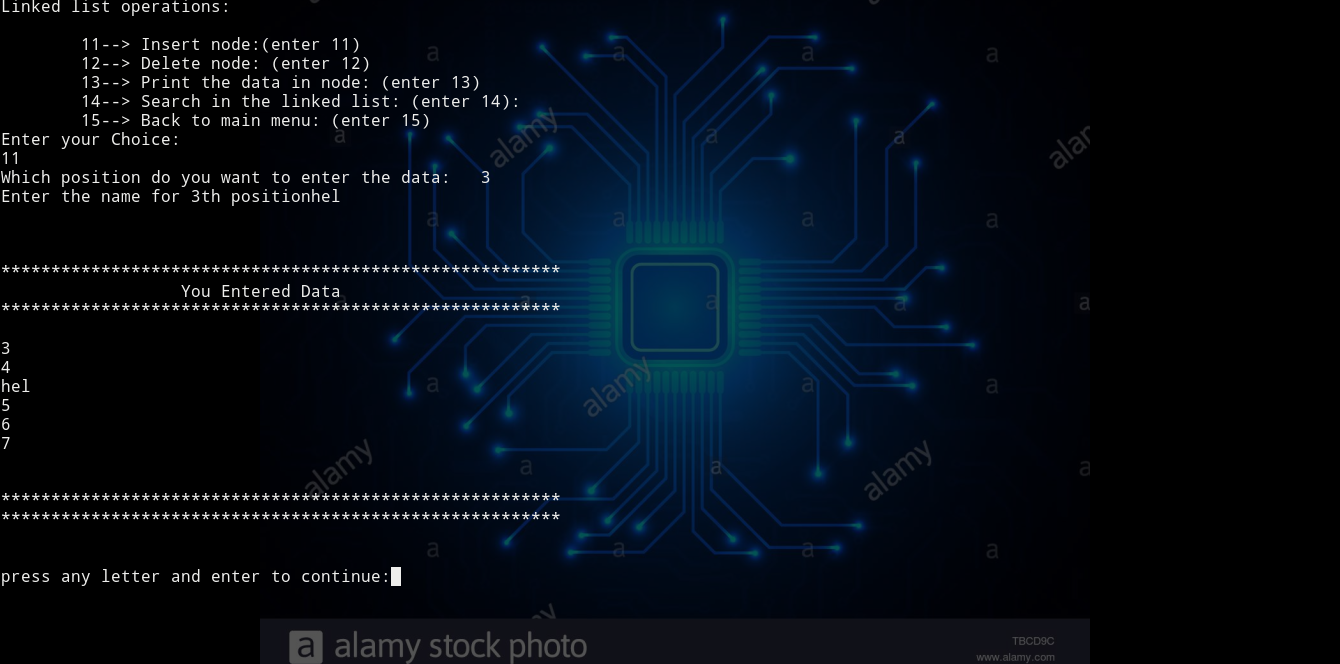 Linked list operations:
11--> Insert node:(enter 11)
12--> Delete node: (enter 12)
13--> Print the data in node: (enter 13)
14--> Search in the linked list: (enter 14):
15--> Back to main menu: (enter 15)
Enter your Choice:
11
Which position do you want to enter the data:   3
Enter the name for 3th positionhel
********************************************************
You Entered Data
********************************************************
3
4
hel
5
6
7
********************************************************
********************************************************
press any letter and enter to continue:
a alamy stock photo
TBCD9C
www.alamy.com